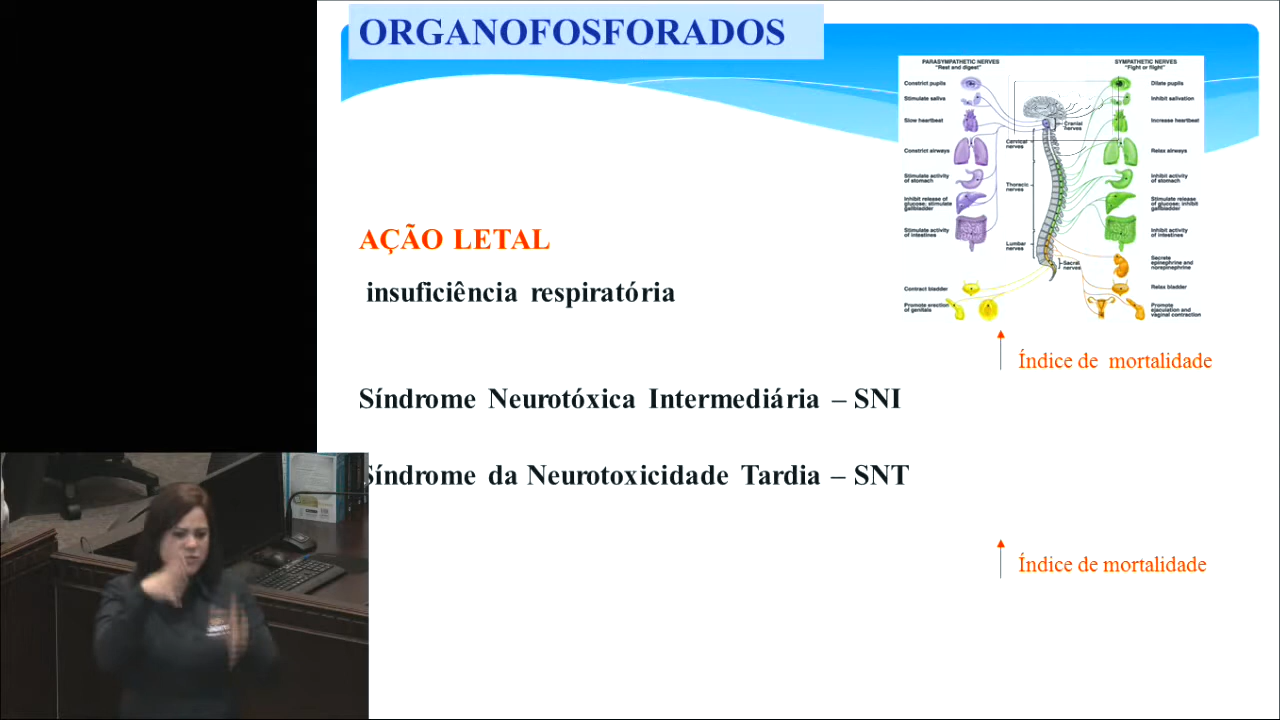 ORGANOFOSFORADOS
PARASYMPATHETIC NERVES
"Rest and digest"
SYMPATHETIC NERVES
"Fight or flight"
Constrict pupils
Stimulate saliva
Slow heartbeat
Constrict airways
Stimulate activity
of stomach
Inhibit release of
glucose; stimulate
gallbladder
Stimulate activity
of intestines
Contract bladder
Promote erection
of genitals
Cranial
nerves
Cervical
nerves
Thoracic
nerves
Lumbar
nerves
Sacral
nerves
Dilate pupils
Inhibit salivation
Increase heartbeat
Relax airways
Inhibit activity
of stomach
Stimulate release
of glucose; inhibit
gallbladder
Inhibit activity
of intestines
Secrete
epinephrine and
norepinephrine
Relax bladder
Promote
ejaculation and
vaginal contraction
AÇÃO LETAL
insuficiência respiratória
Índice de mortalidade
Síndrome Neurotóxica Intermediária – SNI
Síndrome da Neurotoxicidade Tardia – SNT
Índice de mortalidade